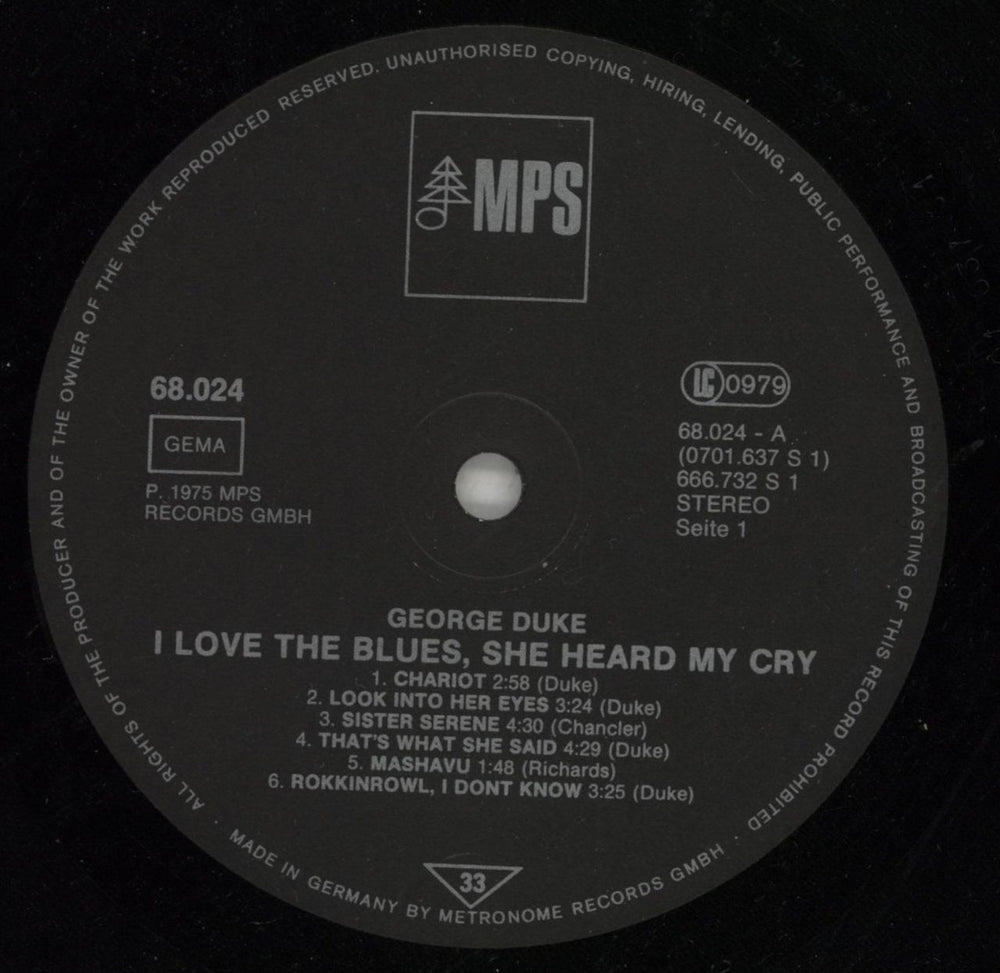 ALL RIGHTS OF THE PRODUCER AND OF THE OWNER OF THE WORK REPRODUCED RESERVED. UNAUTHORISED COPYING, HIRING, LENDING, PUBLIC PERFORMANCE AND BROADCASTING OF THIS RECORD PROHIBITED ·
MPS
68.024
GEMA
P. 1975 MPS
RECORDS GMBH
LC 0979
68.024 - A
(0701.637 S 1)
666.732 S 1
STEREO
Seite 1
GEORGE DUKE
I LOVE THE BLUES, SHE HEARD MY CRY
1. CHARIOT 2:58 (Duke)
2. LOOK INTO HER EYES 3:24 (Duke)
3. SISTER SERENE 4:30 (Chancler)
4. THAT'S WHAT SHE SAID 4:29 (Duke)
5. MASHAVU 1:48 (Richards)
6. ROKKINROWL, I DONT KNOW 3:25 (Duke)
33
· MADE IN GERMANY BY METRONOME RECORDS GMBH